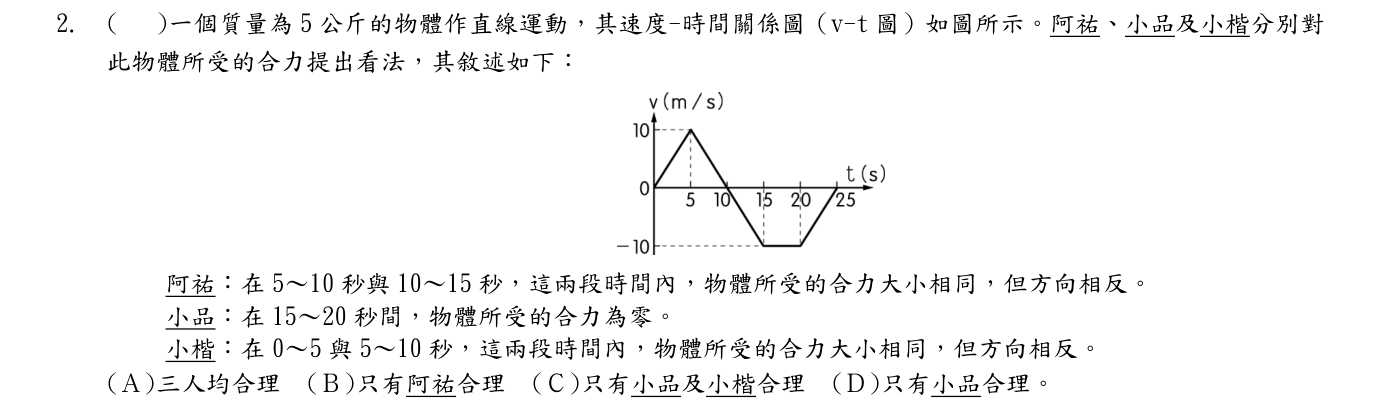 2. (　)一個質量為 5 公斤的物體作直線運動，其速度-時間關係圖（v-t 圖）如圖所示。阿祐、小品及小楷分別對
此物體所受的合力提出看法，其敘述如下：
v(m/s)
10
t(s)
0
5 10 15 20 25
-10
阿祐：在 5～10 秒與 10～15 秒，這兩段時間內，物體所受的合力大小相同，但方向相反。
小品：在 15～20 秒間，物體所受的合力為零。
小楷：在 0～5 與 5～10 秒，這兩段時間內，物體所受的合力大小相同，但方向相反。
（A)三人均合理　（B)只有阿祐合理　（C)只有小品及小楷合理　（D)只有小品合理。